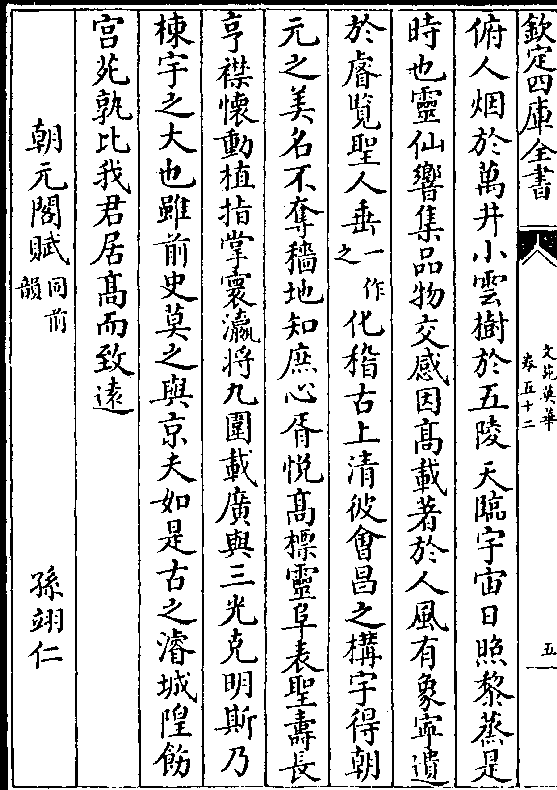 欽定四庫全書
文苑英華
卷五十二
五
俯人烟於萬井小雲樹於五陵天臨宇宙日照黎蒸是
時也靈仙響集品物交感因髙載著於人風有象寧遺
於睿覽聖人垂一作之化稽古上清彼會昌之構宇得朝
元之美名不奪穡地知庶心胥悦髙標靈阜表聖壽長
亨襟懷動植指掌寰瀛將九圍載廣與三光克明斯乃
棟宇之大也雖前史莫之與京夫如是古之濬城隍飭
宫苑孰比我君居髙而致逺
朝元閣賦同前韻
孫翊仁